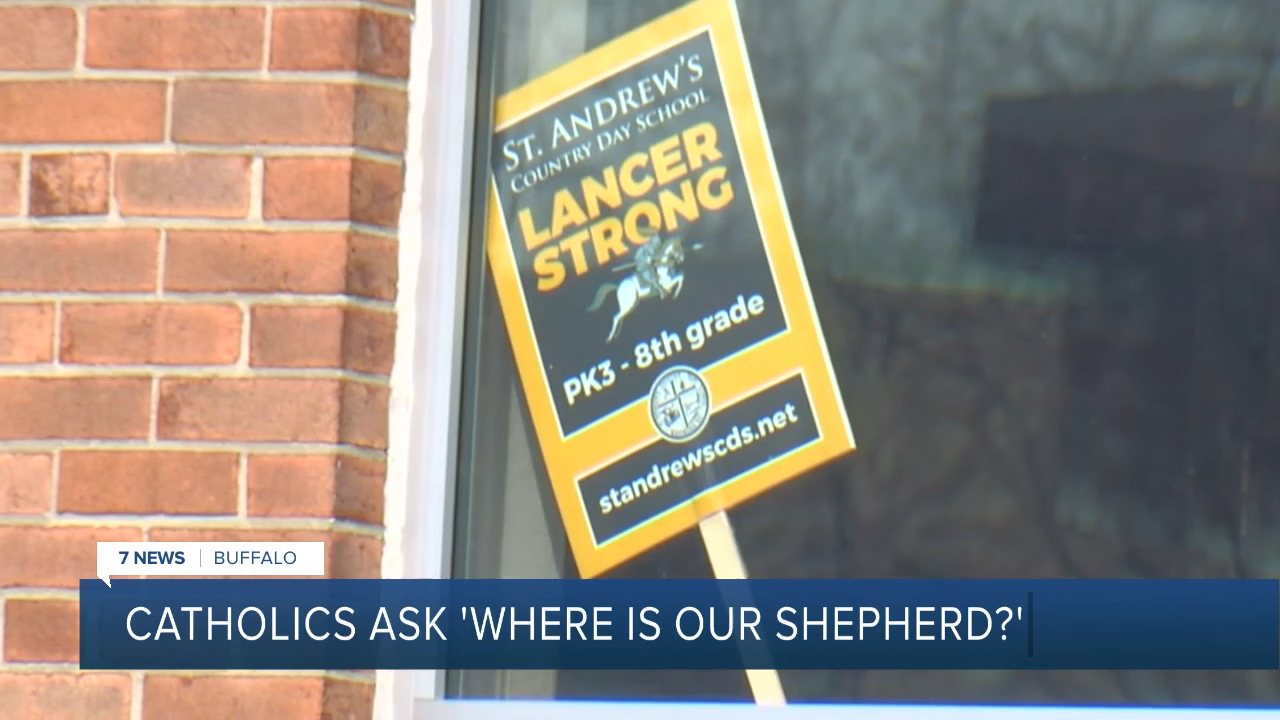 ST. ANDREW'S
COUNTRY DAY SCHOOL
LANCER
STRONG
PK3 - 8th grade
standrewscds.net
7 NEWS | BUFFALO
CATHOLICS ASK 'WHERE IS OUR SHEPHERD?'